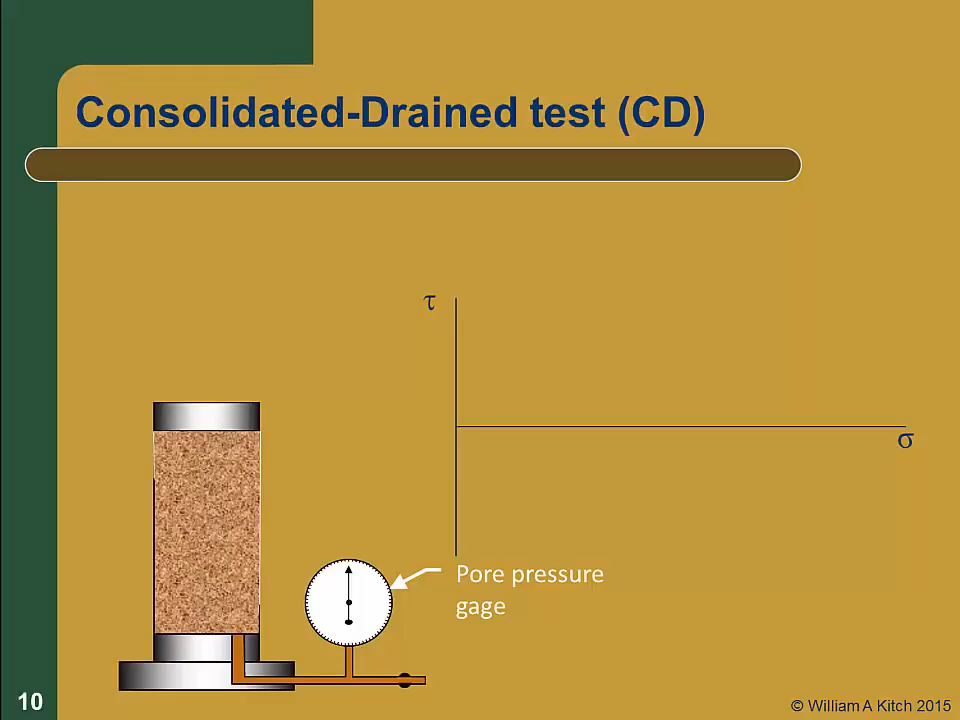 Consolidated-Drained test (CD)
τ
σ
Pore pressure
gage
10
© William A Kitch 2015